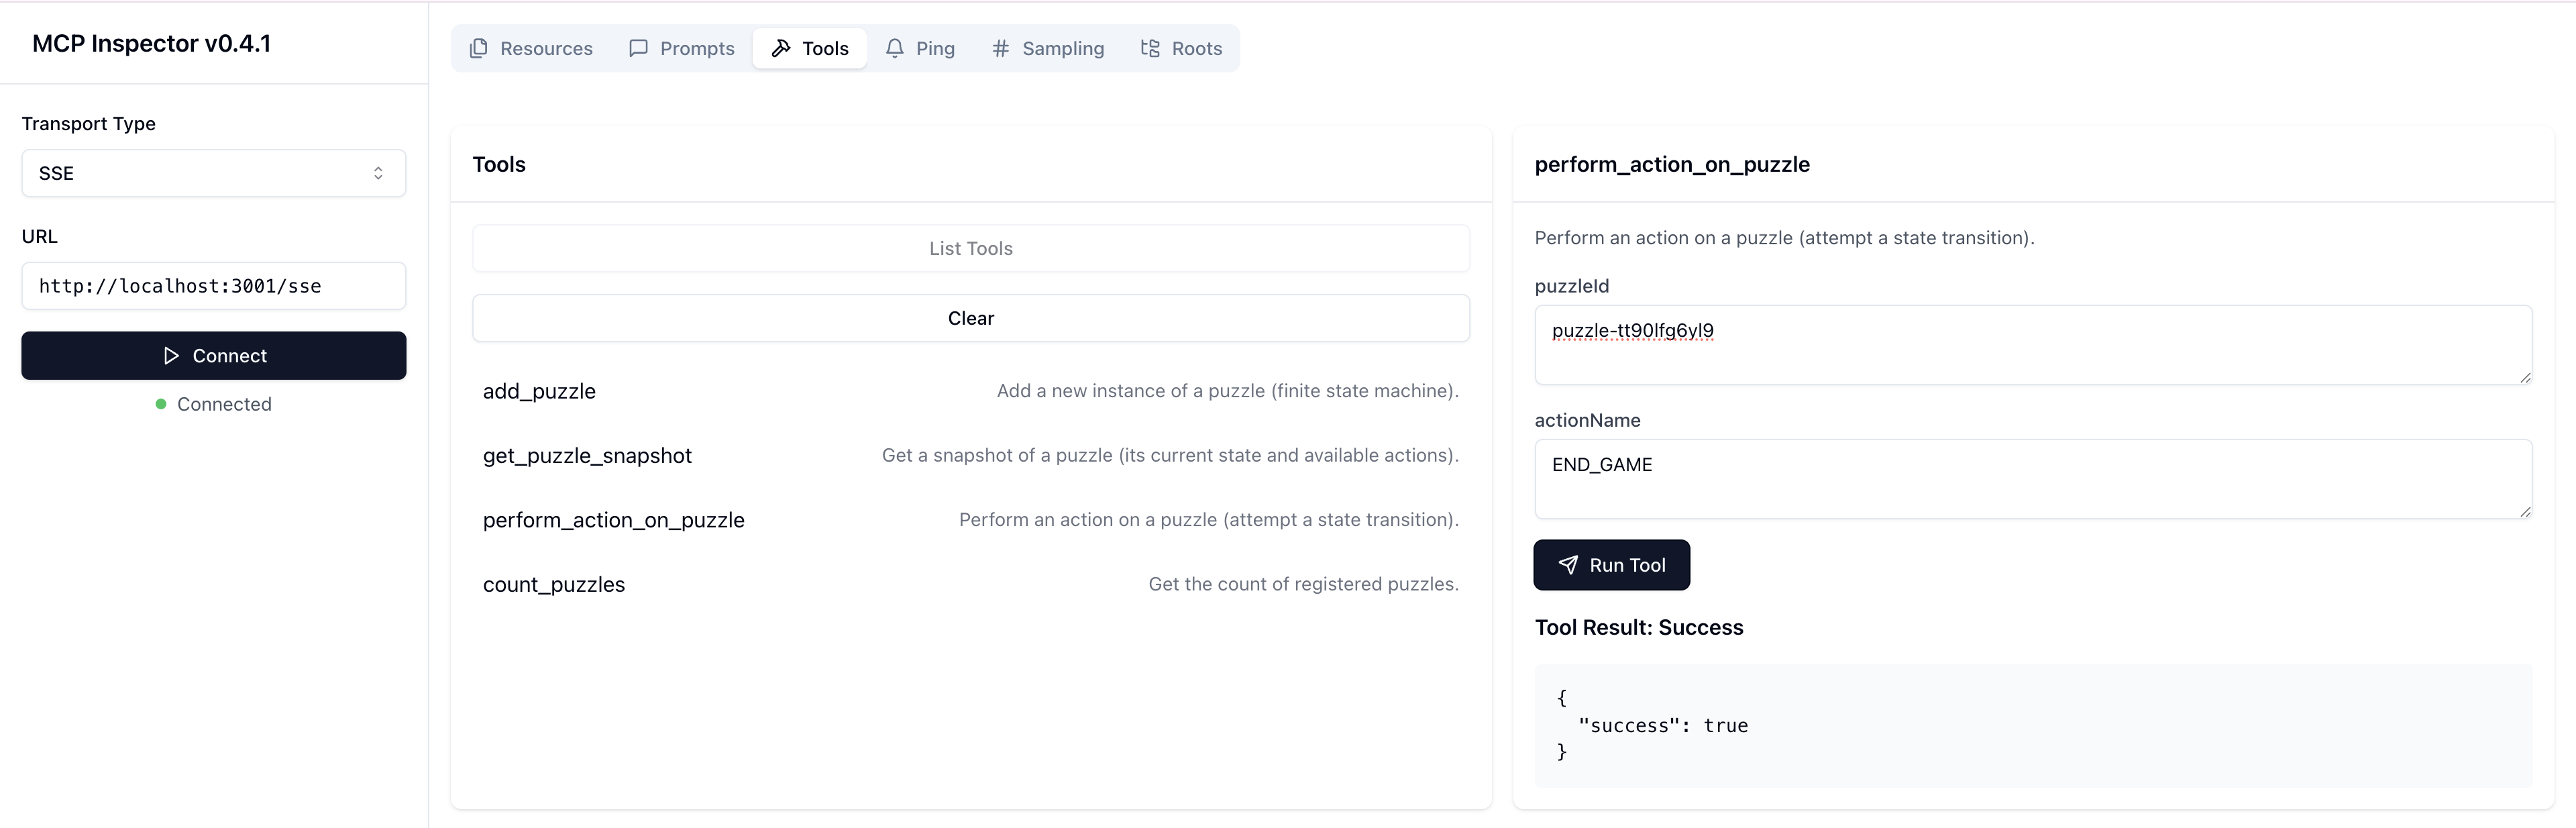 MCP Inspector v0.4.1
Transport Type
SSE
URL
http://localhost:3001/sse
Connect
Connected
Resources Prompts Tools Ping Sampling Roots
Tools
List Tools
Clear
add_puzzle Add a new instance of a puzzle (finite state machine).
get_puzzle_snapshot Get a snapshot of a puzzle (its current state and available actions).
perform_action_on_puzzle Perform an action on a puzzle (attempt a state transition).
count_puzzles Get the count of registered puzzles.
perform_action_on_puzzle
Perform an action on a puzzle (attempt a state transition).
puzzleId
puzzle-tt90lfg6yl9
actionName
END_GAME
Run Tool
Tool Result: Success
{
"success": true
}